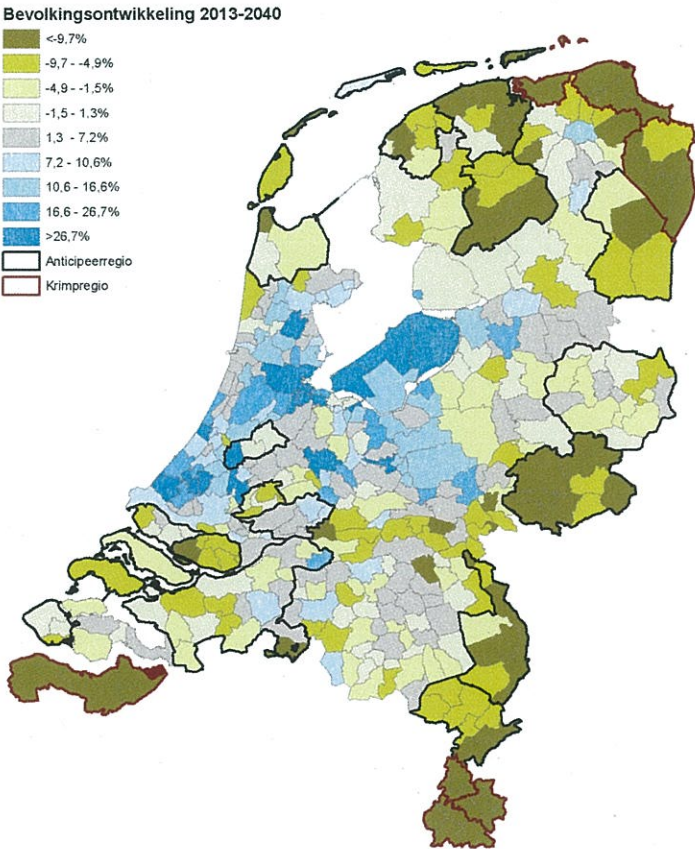 Bevolkingsontwikkeling 2013-2040
<-9,7%
-9,7 - -4,9%
-4,9 - -1,5%
-1,5 - 1.3%
1,3 - 7,2%
7,2 - 10,6%
10,6 - 16,6%
16,6 - 26,7%
>26,7%
Anticipeerregio
Krimpregio